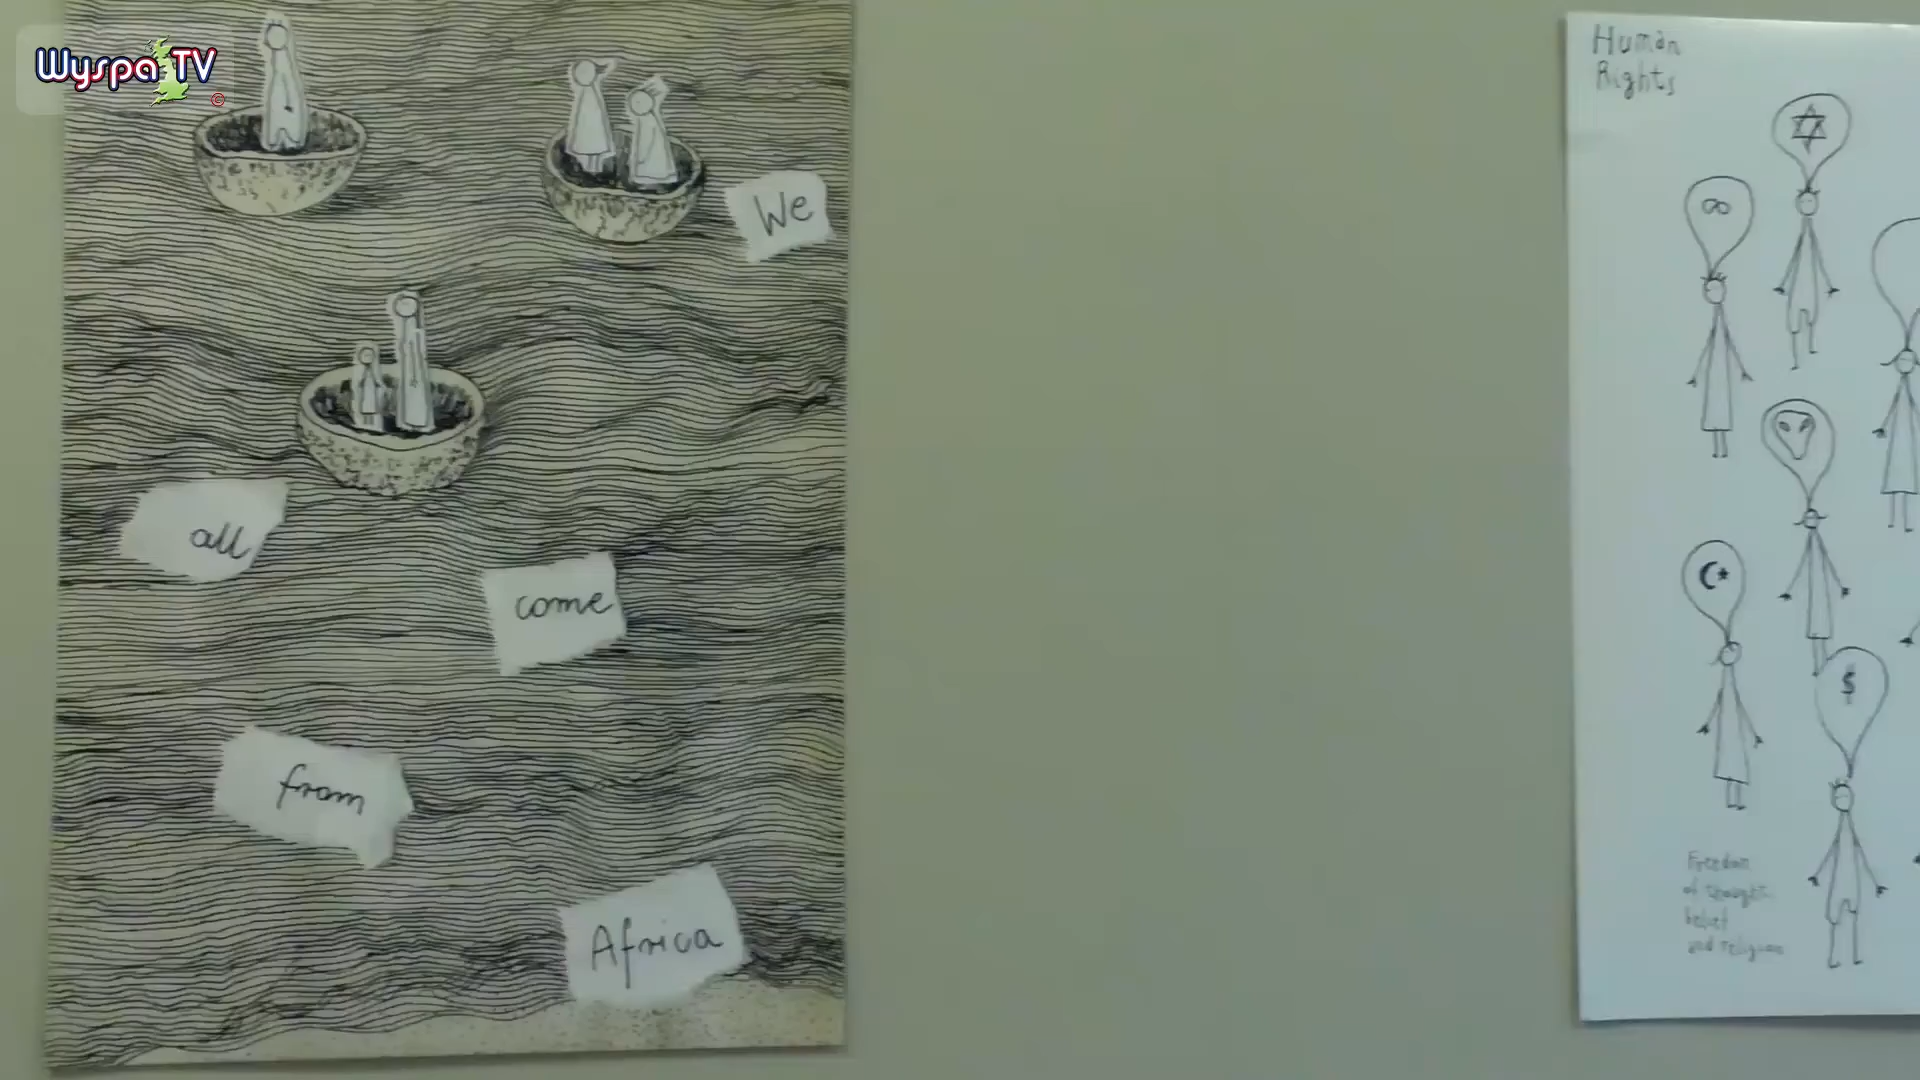 Wyspa TV ©
We
all
come
from
Africa
Human
Rights
$
Freedom
of thought
belief
and religion